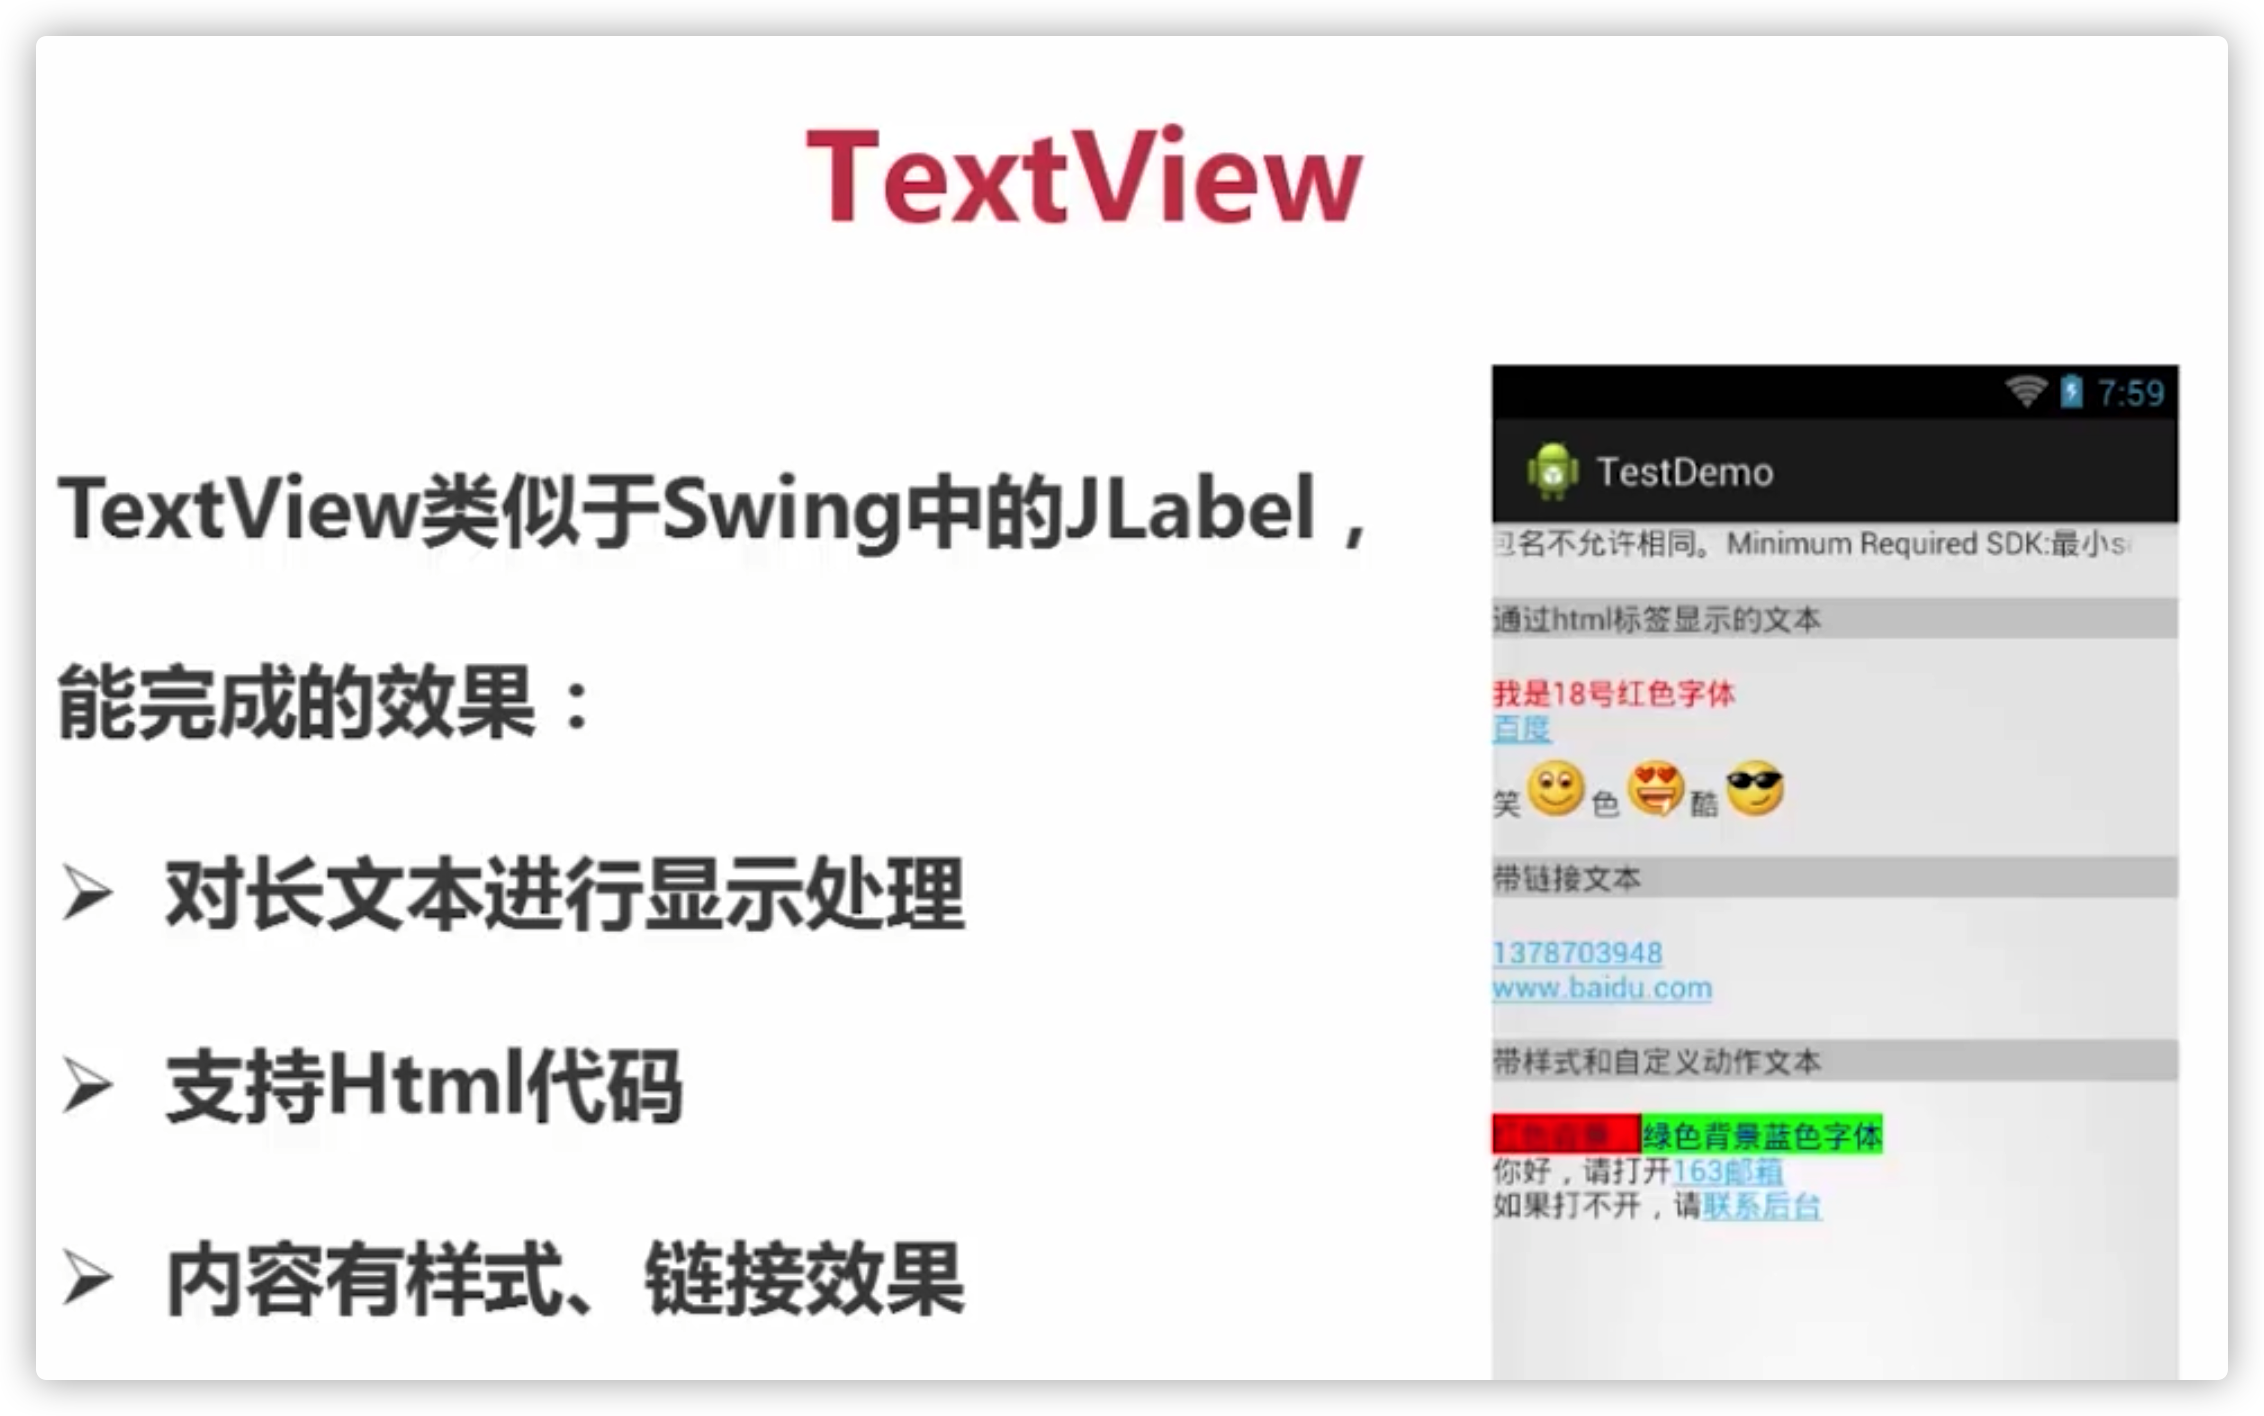 TextView
TextView类似于Swing中的JLabel，
能完成的效果：
➢ 对长文本进行显示处理
➢ 支持Html代码
➢ 内容有样式、链接效果
7:59
TestDemo
包名不允许相同。Minimum Required SDK:最小s
通过html标签显示的文本
我是18号红色字体
百度
笑 色 酷
带链接文本
1378703948
www.baidu.com
带样式和自定义动作文本
绿色背景蓝色字体
你好，请打开163邮箱
如果打不开，请联系后台